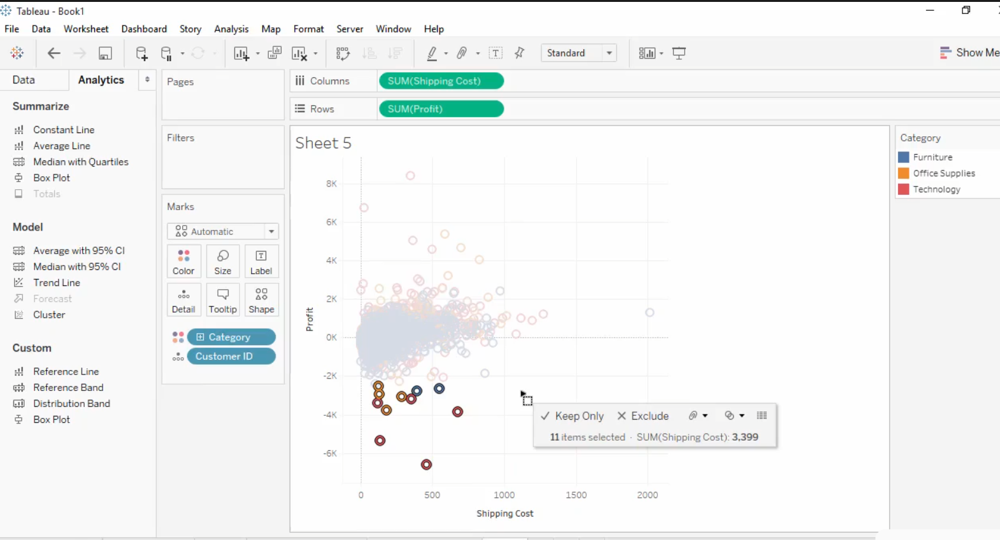 Tableau - Book1
File Data Worksheet Dashboard Story Analysis Map Format Server Window Help
Standard
Show Me
Data
Analytics
Summarize
Constant Line
Average Line
Median with Quartiles
Box Plot
Totals
Model
Average with 95% CI
Median with 95% CI
Trend Line
Forecast
Cluster
Custom
Reference Line
Reference Band
Distribution Band
Box Plot
Pages
Filters
Marks
Automatic
Color Size Label
Detail Tooltip Shape
Category
Customer ID
Columns SUM(Shipping Cost)
Rows SUM(Profit)
Sheet 5
8K
6K
4K
2K
0K
-2K
-4K
-6K
Profit
0 500 1000 1500 2000
Shipping Cost
Keep Only Exclude
11 items selected · SUM(Shipping Cost): 3,399
Category
Furniture
Office Supplies
Technology